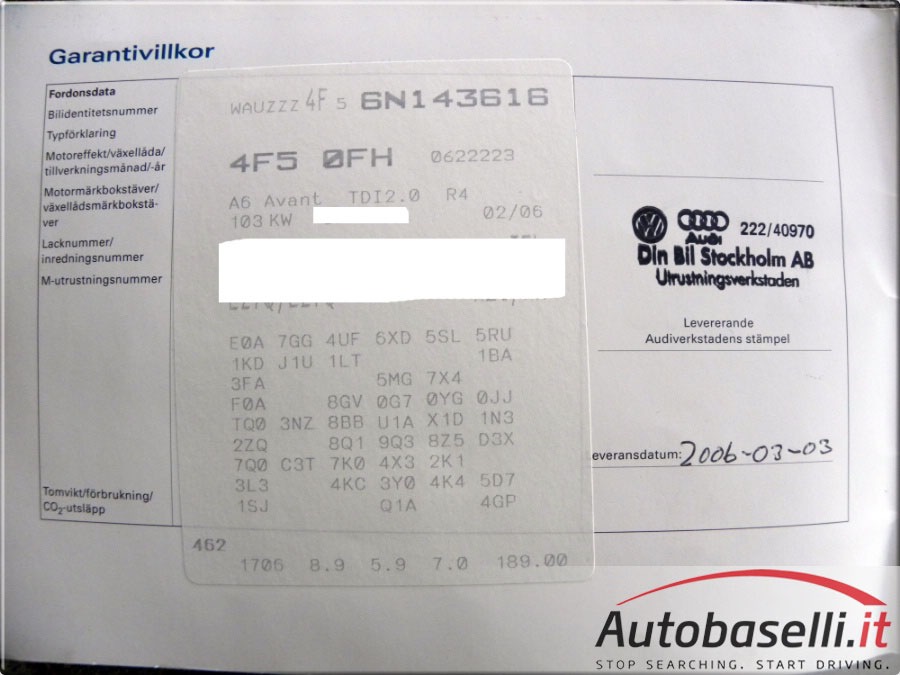 Garantivillkor
Fordonsdata
Bilidentitetsnummer
Typförklaring
Motoreffekt/växellåda/
tillverkningsmånad/-år
Motormärkbokstäver/
växellådsmärkbokstä-
ver
Lacknummer/
inredningsnummer
M-utrustningsnummer
Tomvikt/förbrukning/
CO2-utsläpp
WAUZZZ 4F 5 6N143616
4F5 0FH 0622223
A6 Avant TDI2.0 R4
103 KW 02/06
E0A 7GG 4UF 6XD 5SL 5RU
1KD J1U 1LT 1BA
3FA 5MG 7X4
F0A 8GV 0G7 0YG 0JJ
TQ0 3NZ 8BB U1A X1D 1N3
2ZQ 8Q1 9Q3 8Z5 D3X
7Q0 C3T 7K0 4X3 2K1
3L3 4KC 3Y0 4K4 5D7
1SJ Q1A 4GP
462
1706 8.9 5.9 7.0 189.00
222/40970
Audi
Din Bil Stockholm AB
Utrustningsverkstaden
Levererande
Audiverkstadens stämpel
everansdatum: 2006-03-03
Autobaselli.it
STOP SEARCHING. START DRIVING.